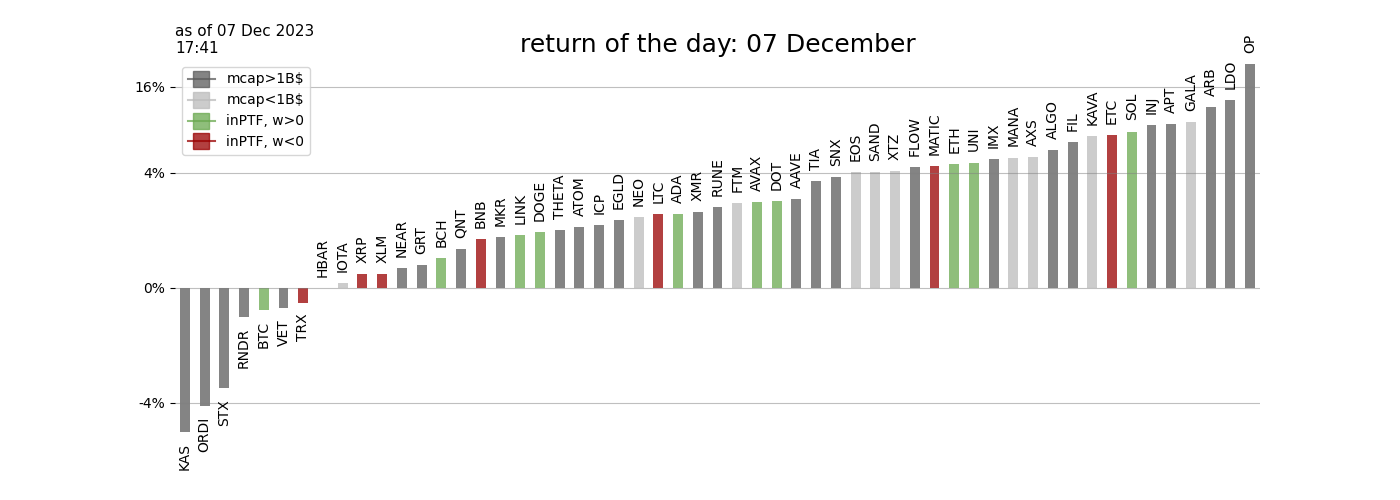 as of 07 Dec 2023
17:41
return of the day: 07 December
mcap>1B$
mcap<1B$
inPTF, w>0
inPTF, w<0
16%
4%
0%
-4%
KAS
ORDI
STX
RNDR
BTC
VET
TRX
HBAR
IOTA
XRP
XLM
NEAR
GRT
BCH
QNT
BNB
MKR
LINK
DOGE
THETA
ATOM
ICP
EGLD
NEO
LTC
ADA
XMR
RUNE
FTM
AVAX
DOT
AAVE
TIA
SNX
EOS
SAND
XTZ
FLOW
MATIC
ETH
UNI
IMX
MANA
AXS
ALGO
FIL
KAVA
ETC
SOL
INJ
APT
GALA
ARB
LDO
OP